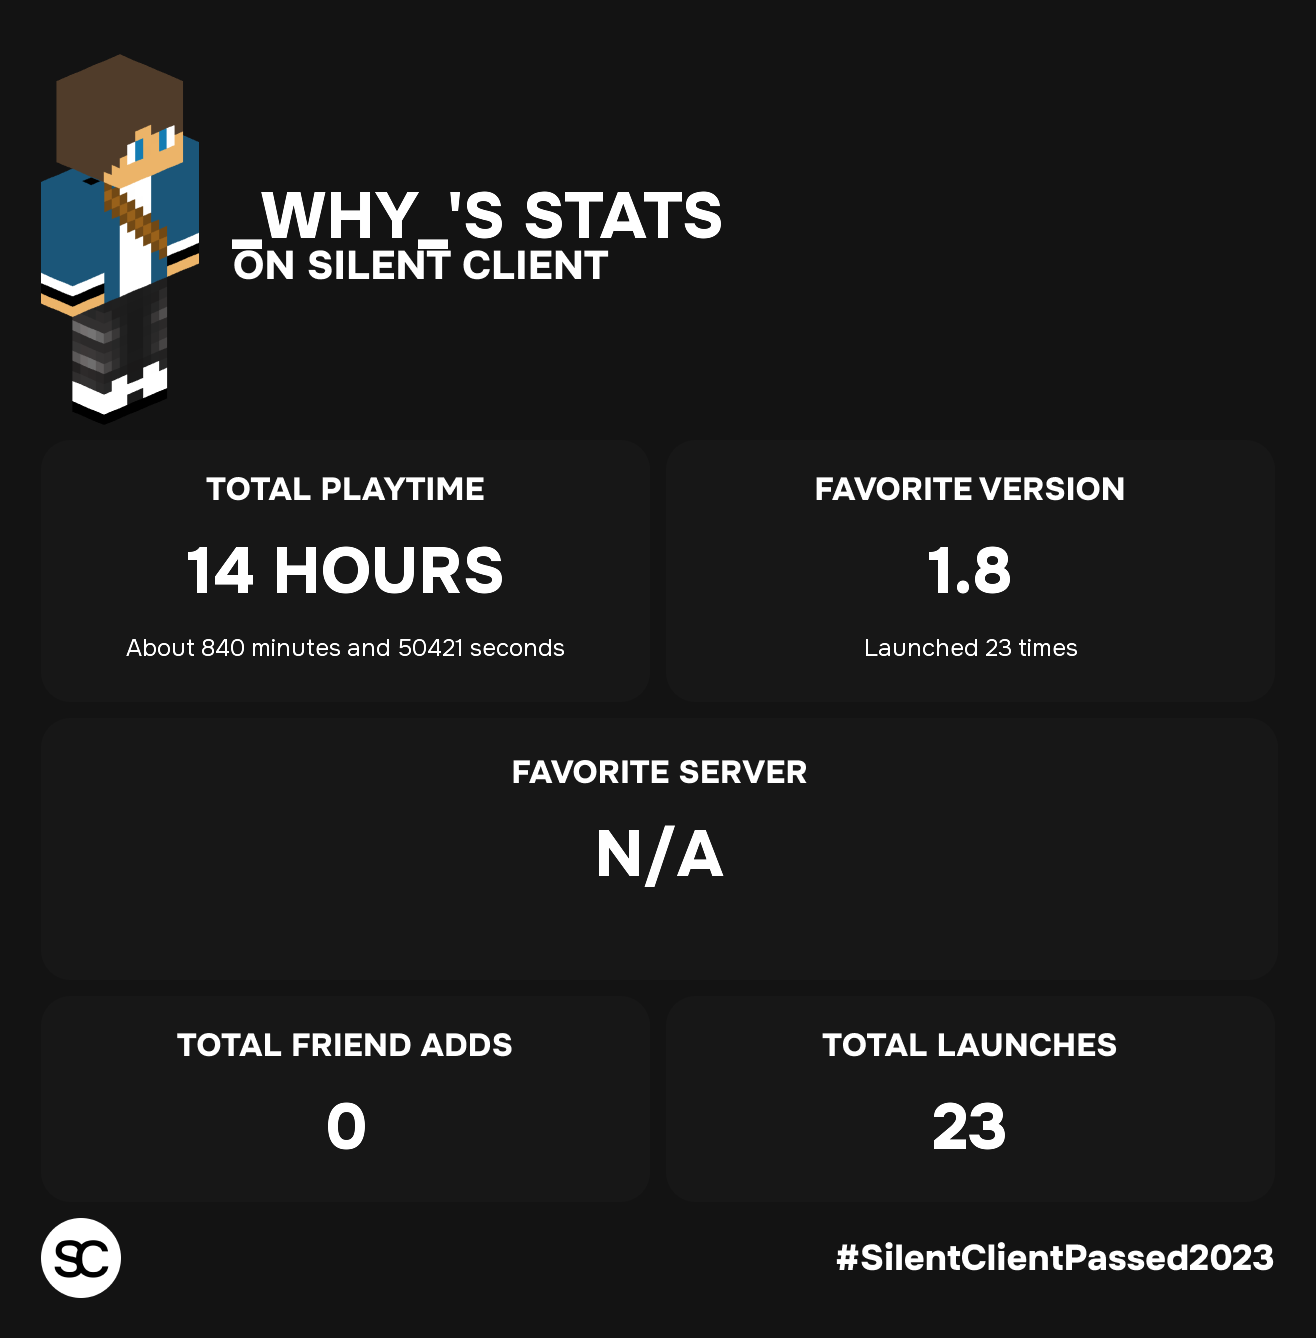 _WHY_'S STATS
ON SILENT CLIENT
TOTAL PLAYTIME
14 HOURS
About 840 minutes and 50421 seconds
FAVORITE VERSION
1.8
Launched 23 times
FAVORITE SERVER
N/A
TOTAL FRIEND ADDS
0
TOTAL LAUNCHES
23
SC
#SilentClientPassed2023